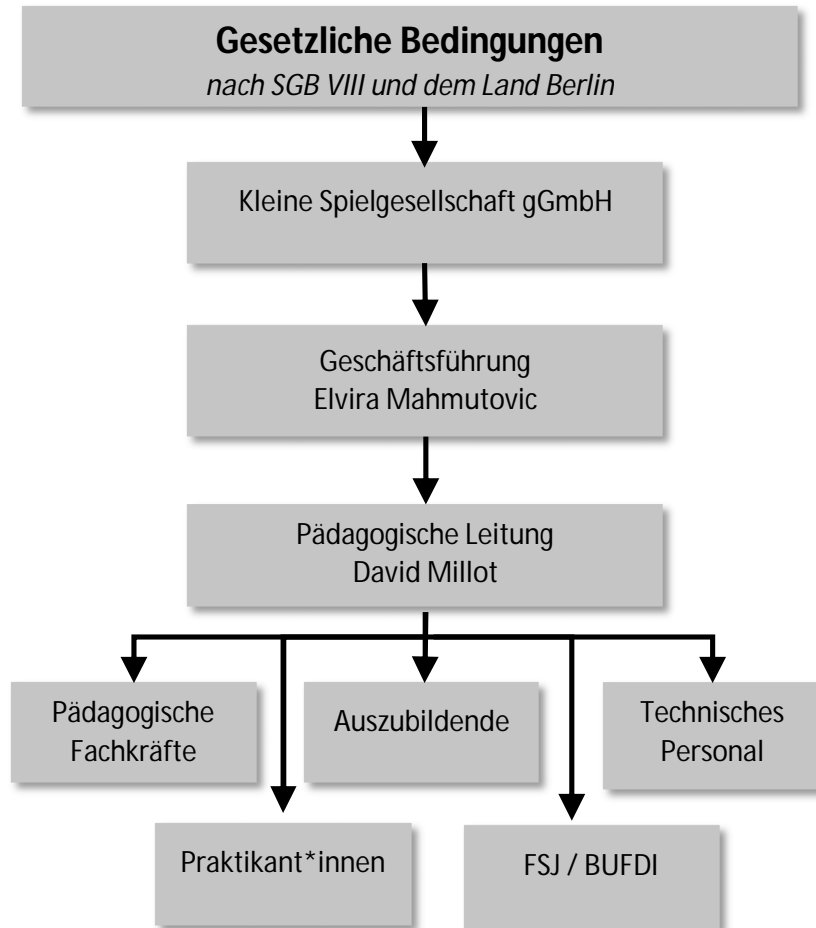 Gesetzliche Bedingungen
nach SGB VIII und dem Land Berlin
Kleine Spielgesellschaft gGmbH
Geschäftsführung
Elvira Mahmutovic
Pädagogische Leitung
David Millot
Pädagogische
Fachkräfte
Auszubildende
Technisches
Personal
Praktikant*innen
FSJ / BUFDI